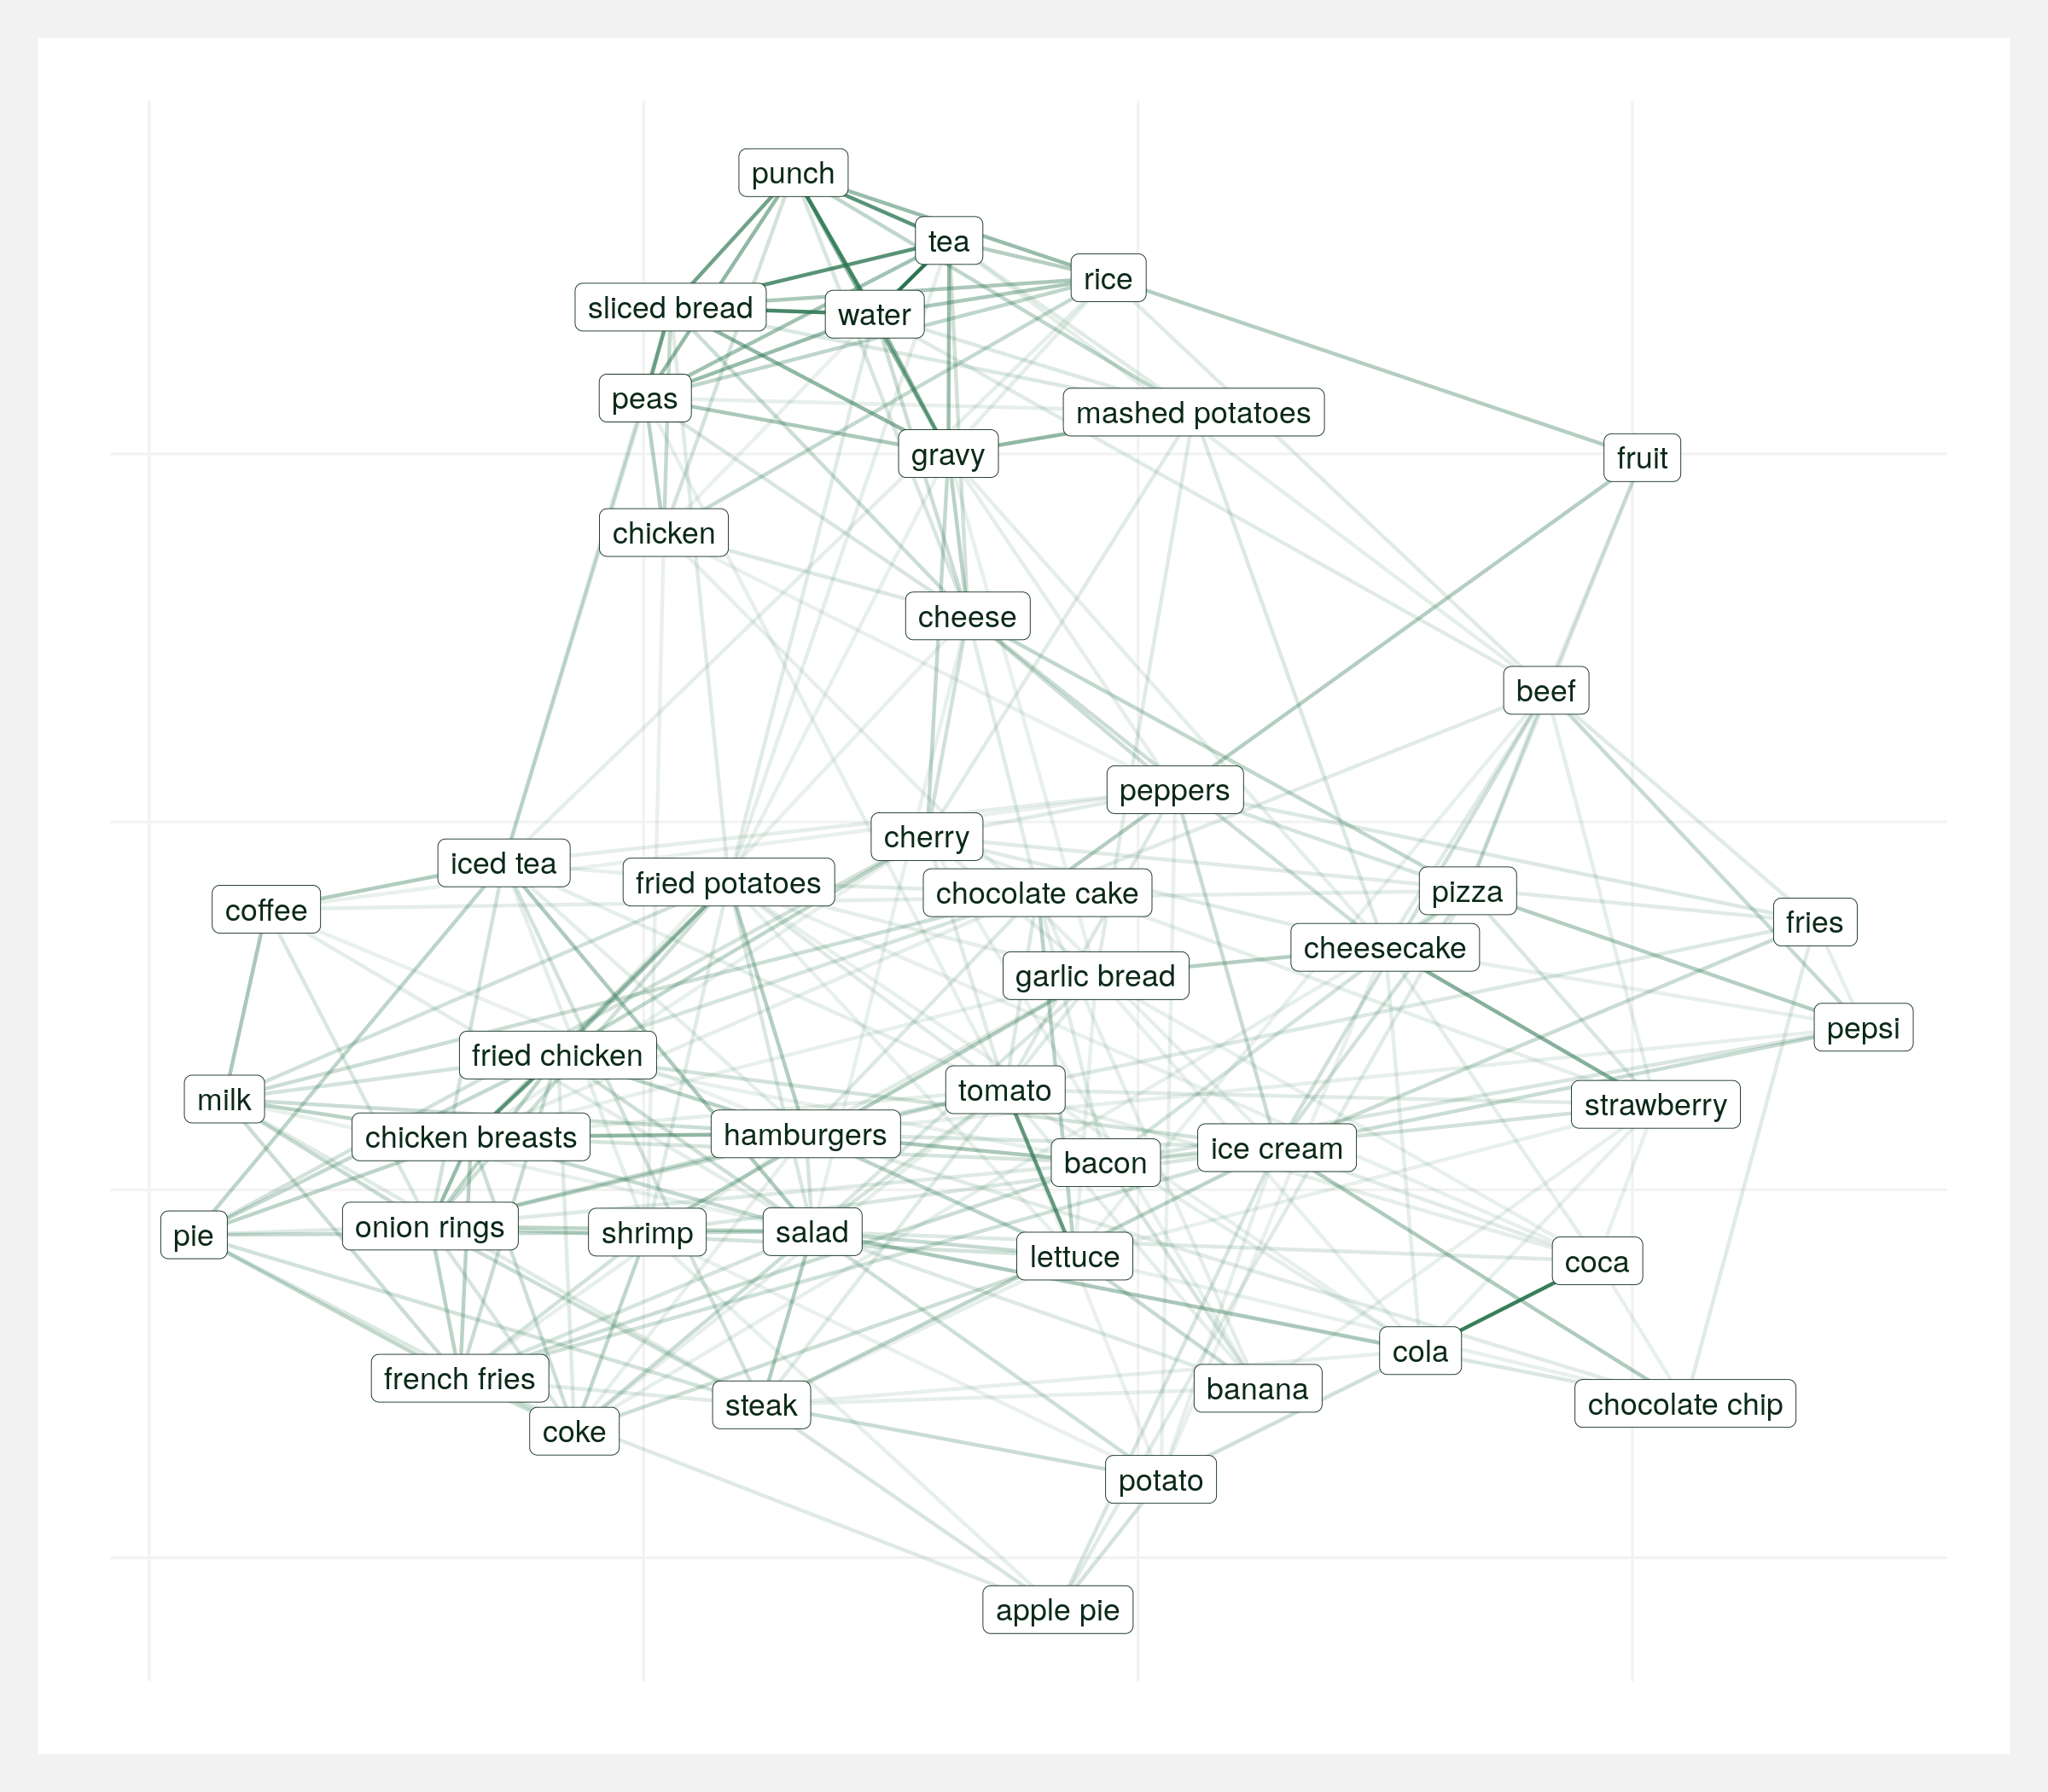 punch
tea
rice
sliced bread
water
peas
mashed potatoes
gravy
fruit
chicken
cheese
beef
peppers
cherry
iced tea
fried potatoes
chocolate cake
pizza
coffee
fries
cheesecake
garlic bread
pepsi
fried chicken
tomato
milk
strawberry
chicken breasts
hamburgers
ice cream
bacon
onion rings
shrimp
salad
pie
lettuce
coca
cola
french fries
banana
steak
chocolate chip
coke
potato
apple pie